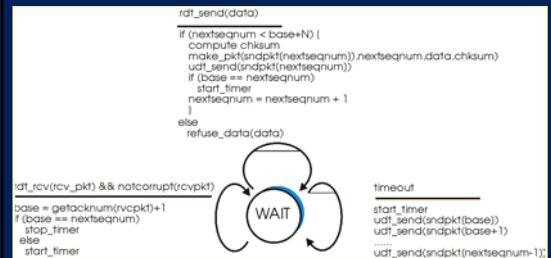 rdt_send(data)
if (nextseqnum < base+N) {
compute chksum
make_pkt(sndpkt(nextseqnum)),nextseqnum,data,chksum)
udt_send(sndpkt(nextseqnum))
if (base == nextseqnum)
start_timer
nextseqnum = nextseqnum + 1
}
else
refuse_data(data)
rdt_rcv(rcv_pkt) && notcorrupt(rcvpkt)
base = getacknum(rvcpkt)+1
if (base == nextseqnum)
stop_timer
else
start_timer
WAIT
timeout
start_timer
udt_send(sndpkt(base))
udt_send(sndpkt(base+1)
......
udt_send(sndpkt(nextseqnum-1))